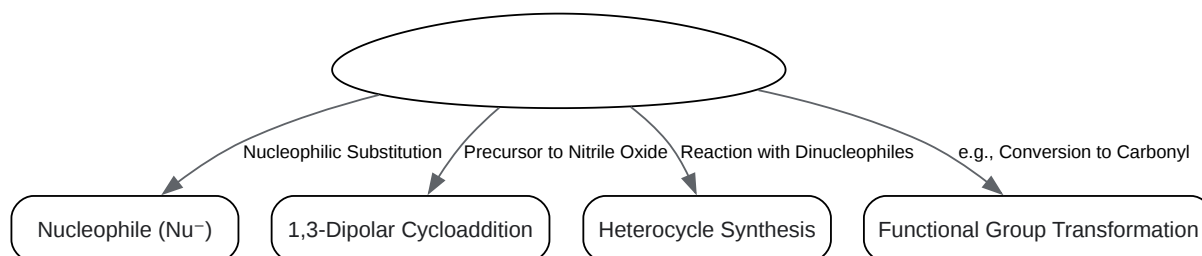 Nucleophilic Substitution
Precursor to Nitrile Oxide
Reaction with Dinucleophiles
e.g., Conversion to Carbonyl
Nucleophile (Nu⁻)
1,3-Dipolar Cycloaddition
Heterocycle Synthesis
Functional Group Transformation